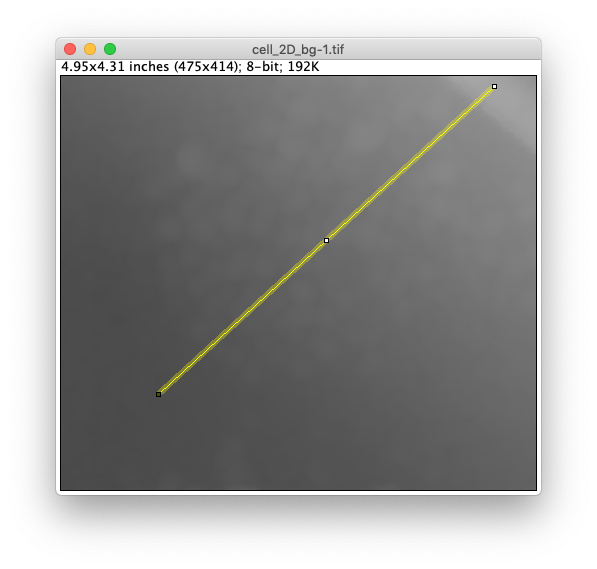 cell_2D_bg-1.tif
4.95x4.31 inches (475x414); 8-bit; 192K